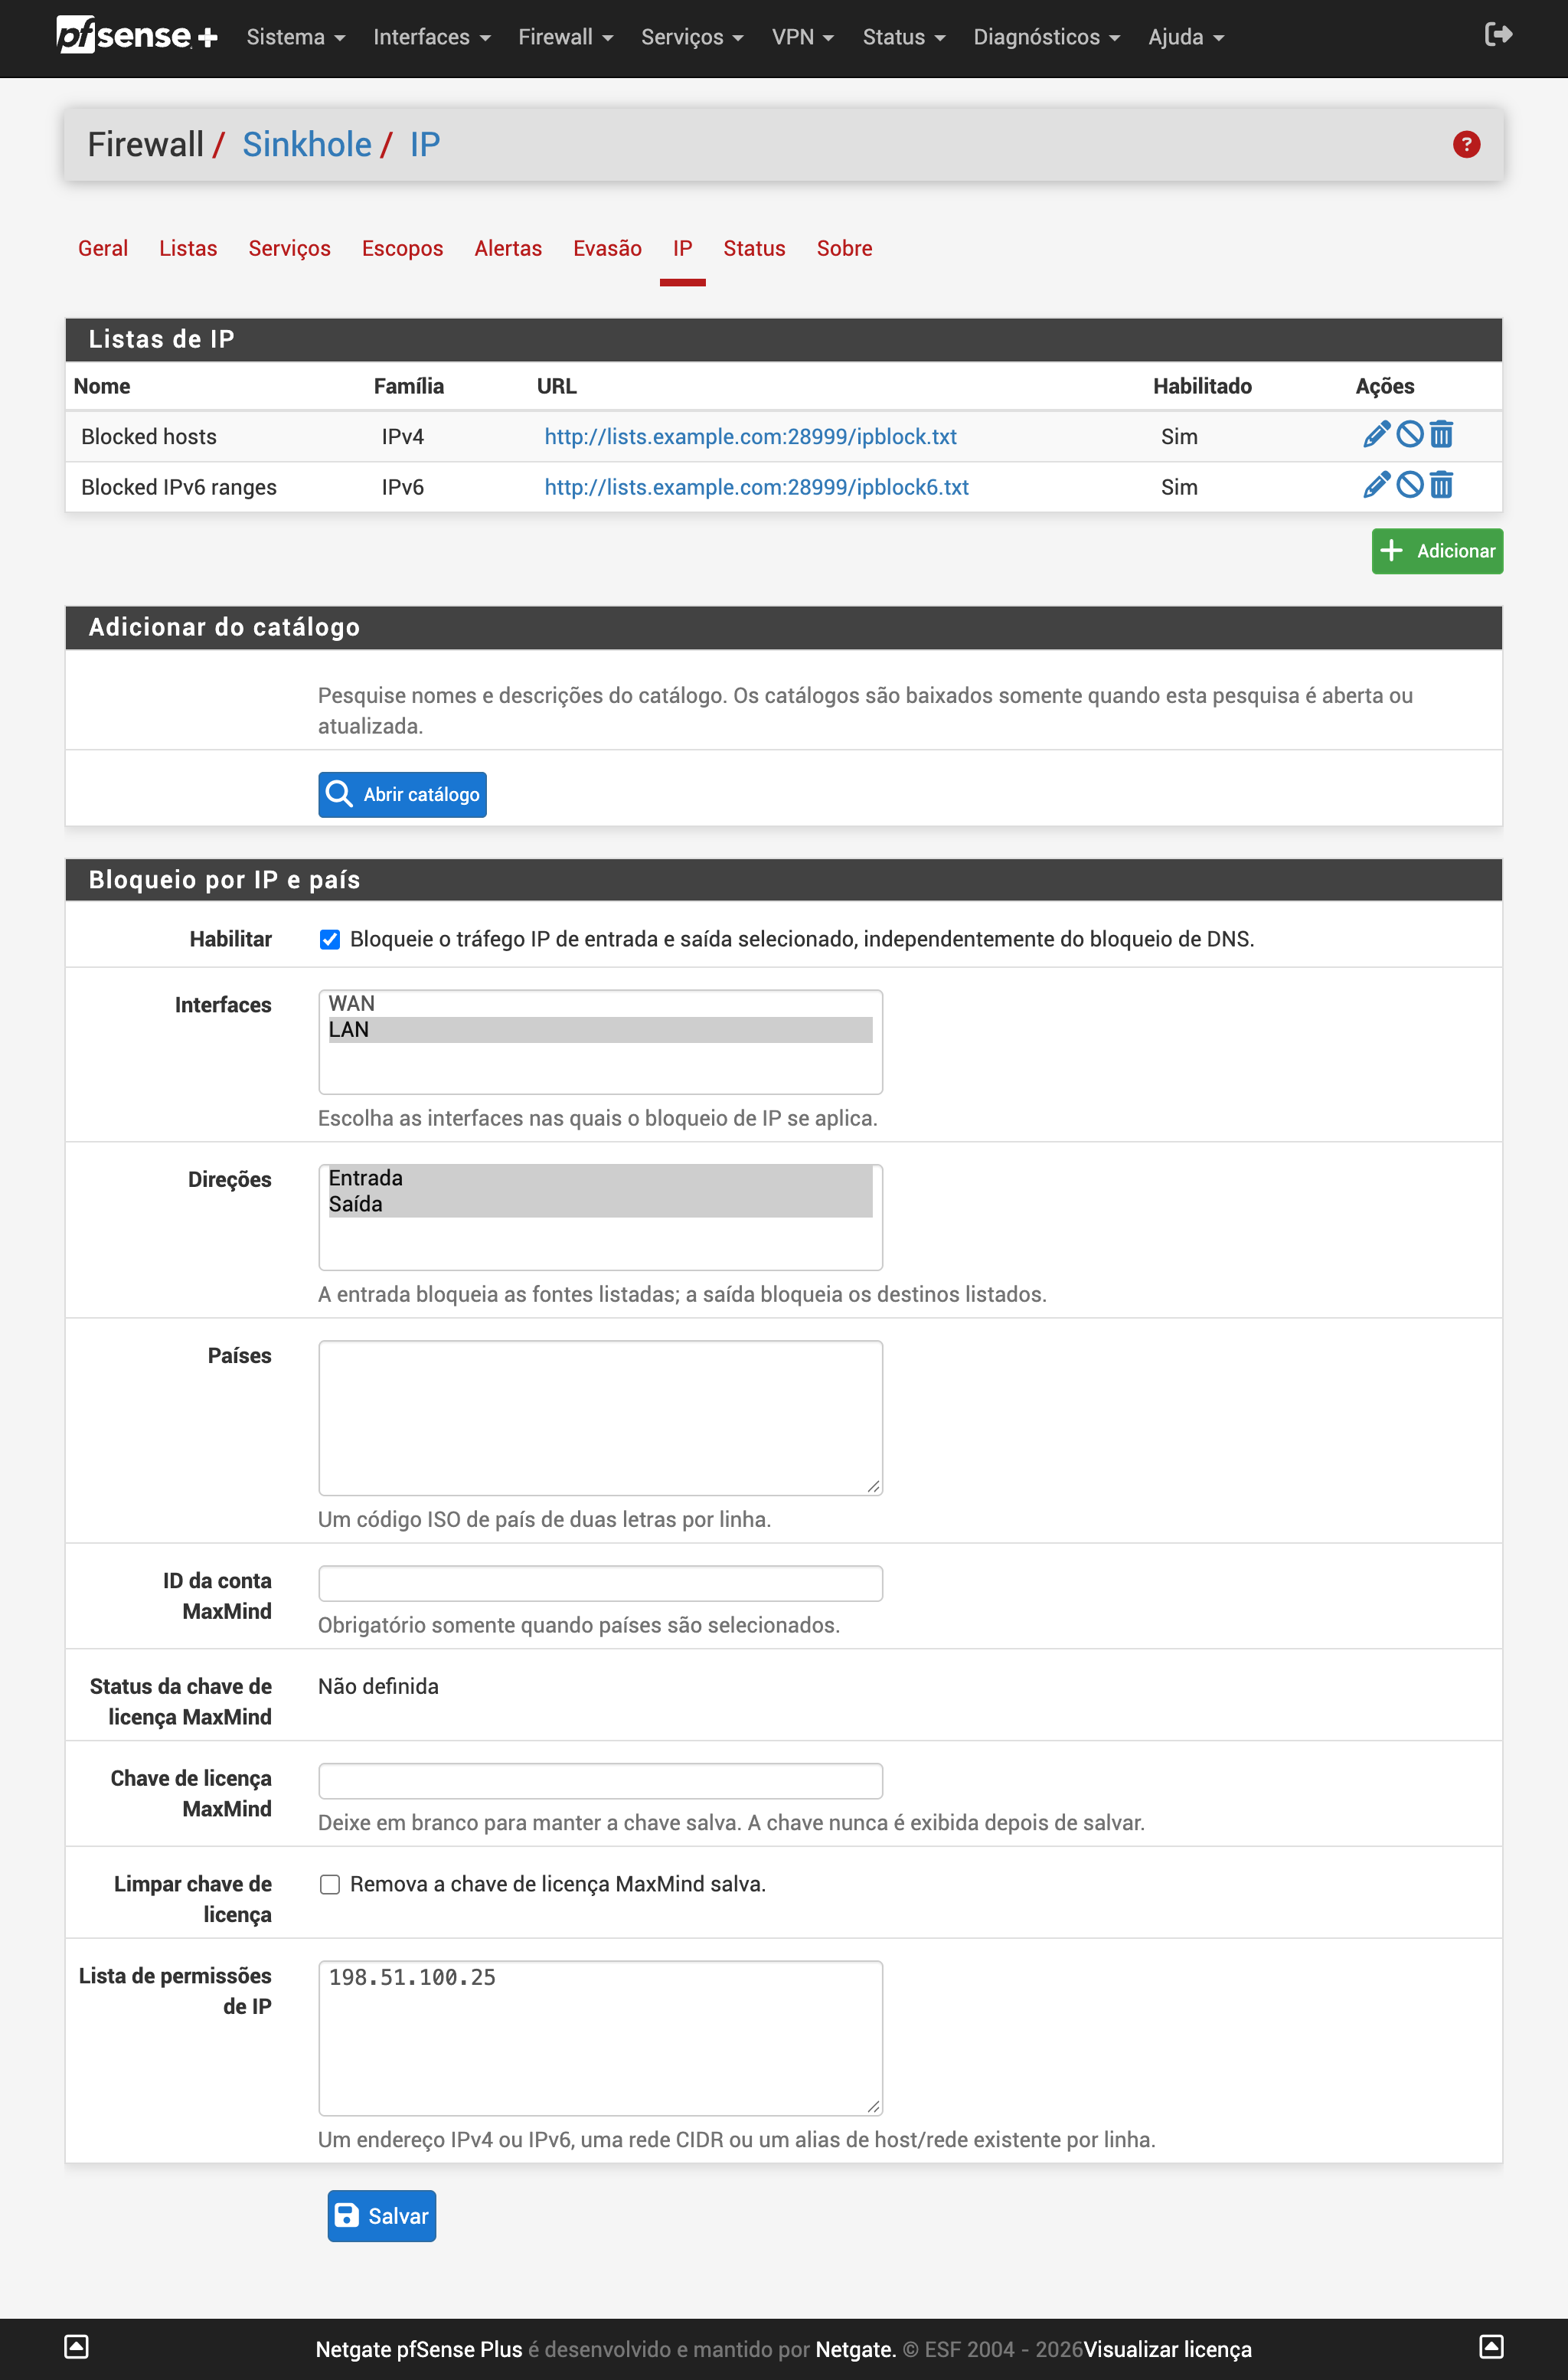 pfsense +
Sistema Interfaces Firewall Serviços VPN Status Diagnósticos Ajuda
Firewall / Sinkhole / IP
?
Geral Listas Serviços Escopos Alertas Evasão IP Status Sobre
Listas de IP
Nome Família URL Habilitado Ações
Blocked hosts IPv4 http://lists.example.com:28999/ipblock.txt Sim
Blocked IPv6 ranges IPv6 http://lists.example.com:28999/ipblock6.txt Sim
Adicionar
Adicionar do catálogo
Pesquise nomes e descrições do catálogo. Os catálogos são baixados somente quando esta pesquisa é aberta ou
atualizada.
Abrir catálogo
Bloqueio por IP e país
Habilitar Bloqueie o tráfego IP de entrada e saída selecionado, independentemente do bloqueio de DNS.
Interfaces WAN
LAN
Escolha as interfaces nas quais o bloqueio de IP se aplica.
Direções Entrada
Saída
A entrada bloqueia as fontes listadas; a saída bloqueia os destinos listados.
Países
Um código ISO de país de duas letras por linha.
ID da conta
MaxMind
Obrigatório somente quando países são selecionados.
Status da chave de
licença MaxMind
Não definida
Chave de licença
MaxMind
Deixe em branco para manter a chave salva. A chave nunca é exibida depois de salvar.
Limpar chave de
licença
Remova a chave de licença MaxMind salva.
Lista de permissões
de IP
198.51.100.25
Um endereço IPv4 ou IPv6, uma rede CIDR ou um alias de host/rede existente por linha.
Salvar
Netgate pfSense Plus é desenvolvido e mantido por Netgate. © ESF 2004 - 2026Visualizar licença